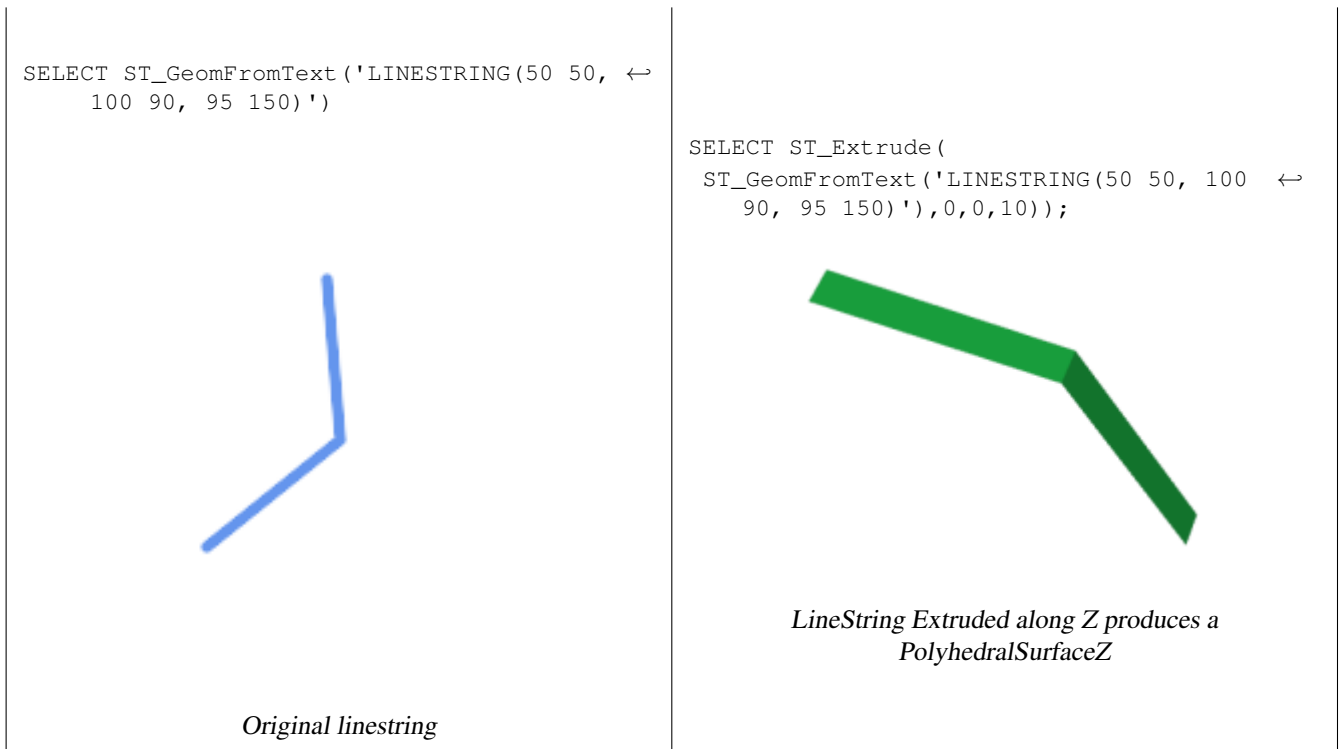 SELECT ST_GeomFromText('LINESTRING(50 50, ↩
100 90, 95 150)')
Original linestring
SELECT ST_Extrude(
ST_GeomFromText('LINESTRING(50 50, 100 ↩
90, 95 150)'),0,0,10));
LineString Extruded along Z produces a
PolyhedralSurfaceZ